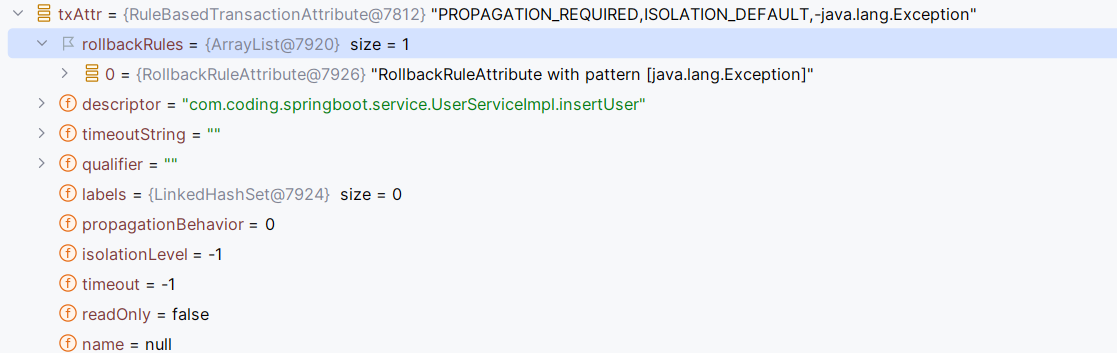 txAttr = {RuleBasedTransactionAttribute@7812} "PROPAGATION_REQUIRED,ISOLATION_DEFAULT,-java.lang.Exception"
rollbackRules = {ArrayList@7920} size = 1
0 = {RollbackRuleAttribute@7926} "RollbackRuleAttribute with pattern [java.lang.Exception]"
f descriptor = "com.coding.springboot.service.UserServiceImpl.insertUser"
f timeoutString = ""
f qualifier = ""
f labels = {LinkedHashSet@7924} size = 0
f propagationBehavior = 0
f isolationLevel = -1
f timeout = -1
f readOnly = false
f name = null